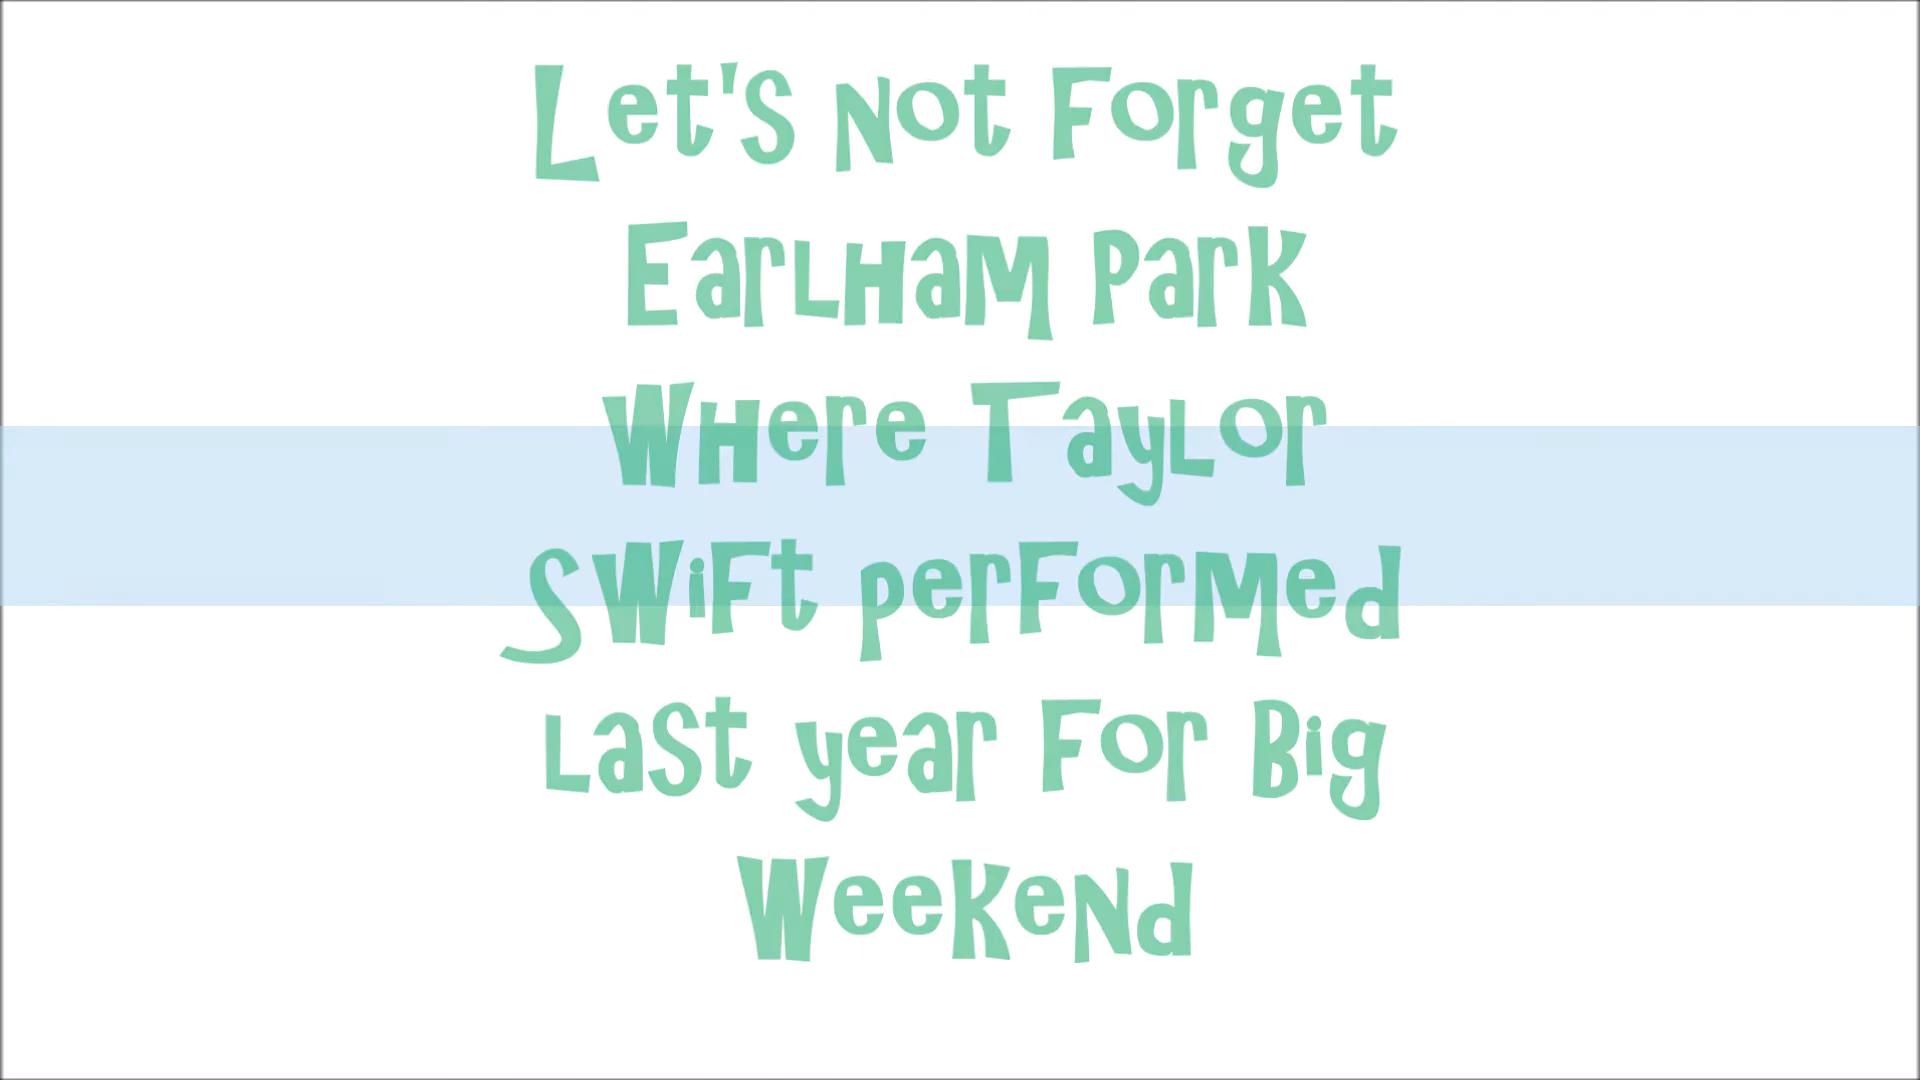 Let's not forget
Earlham Park
where Taylor
Swift performed
last year for Big
Weekend